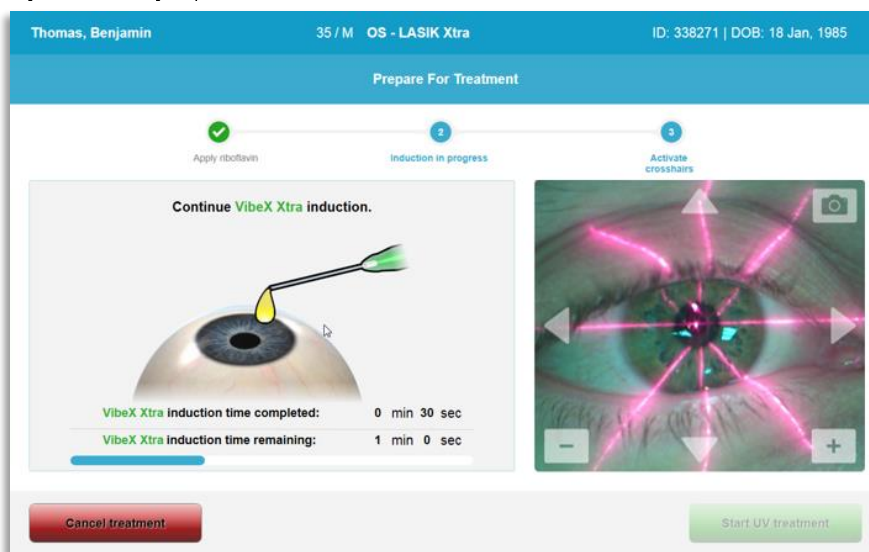 Thomas, Benjamin 35 / M OS - LASIK Xtra ID: 338271 | DOB: 18 Jan, 1985
Prepare For Treatment
2 3
Apply riboflavin Induction in progress Activate
crosshairs
Continue VibeX Xtra induction.
VibeX Xtra induction time completed: 0 min 30 sec
VibeX Xtra induction time remaining: 1 min 0 sec
Cancel treatment Start UV treatment